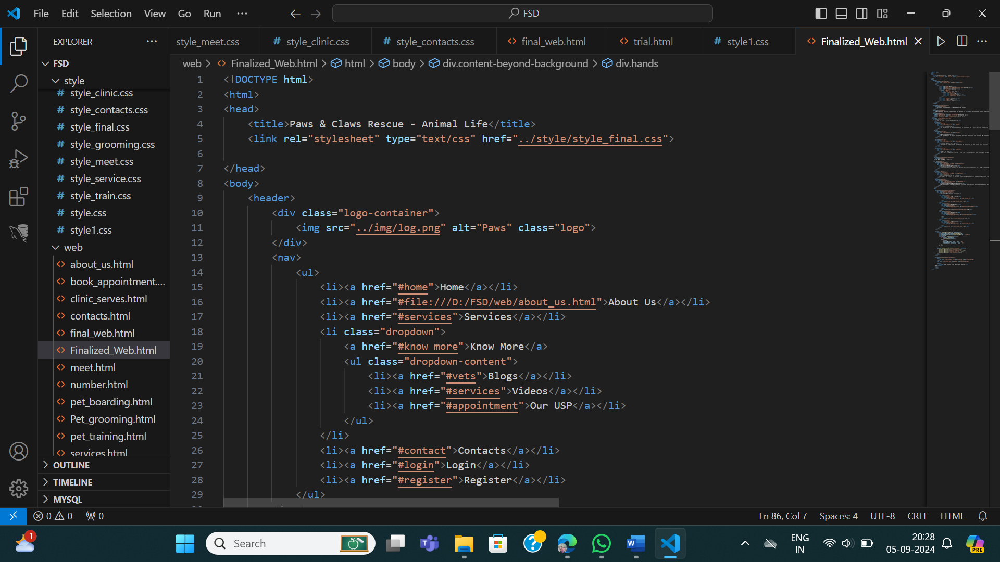 File Edit Selection View Go Run ···
FSD
EXPLORER ···
style_meet.css # style_clinic.css # style_contacts.css <> final_web.html <> trial.html # style1.css <> Finalized_Web.html
web > <> Finalized_Web.html > html > body > div.content-beyond-background > div.hands
FSD
style
# style_clinic.css
# style_contacts.css
# style_final.css
# style_grooming.css
# style_meet.css
# style_service.css
# style_train.css
# style.css
# style1.css
web
<> about_us.html
<> book_appointment....
<> clinic_serves.html
<> contacts.html
<> final_web.html
<> Finalized_Web.html
<> meet.html
<> number.html
<> pet_boarding.html
<> Pet_grooming.html
<> pet_training.html
<> services.html
OUTLINE
TIMELINE
MYSQL
1 <!DOCTYPE html>
2 <html>
3 <head>
4 <title>Paws & Claws Rescue - Animal Life</title>
5 <link rel="stylesheet" type="text/css" href="../style/style_final.css">
6
7 </head>
8 <body>
9 <header>
10 <div class="logo-container">
11 <img src="../img/log.png" alt="Paws" class="logo">
12 </div>
13 <nav>
14 <ul>
15 <li><a href="#home">Home</a></li>
16 <li><a href="#file:///D:/FSD/web/about_us.html">About Us</a></li>
17 <li><a href="#services">Services</a></li>
18 <li class="dropdown">
19 <a href="#know more">Know More</a>
20 <ul class="dropdown-content">
21 <li><a href="#vets">Blogs</a></li>
22 <li><a href="#services">Videos</a></li>
23 <li><a href="#appointment">Our USP</a></li>
24 </ul>
25 </li>
26 <li><a href="#contact">Contacts</a></li>
27 <li><a href="#login">Login</a></li>
28 <li><a href="#register">Register</a></li>
29 </ul>
0 0 0
Ln 86, Col 7 Spaces: 4 UTF-8 CRLF HTML
1
Search
ENG
IN
20:28
05-09-2024
PRE